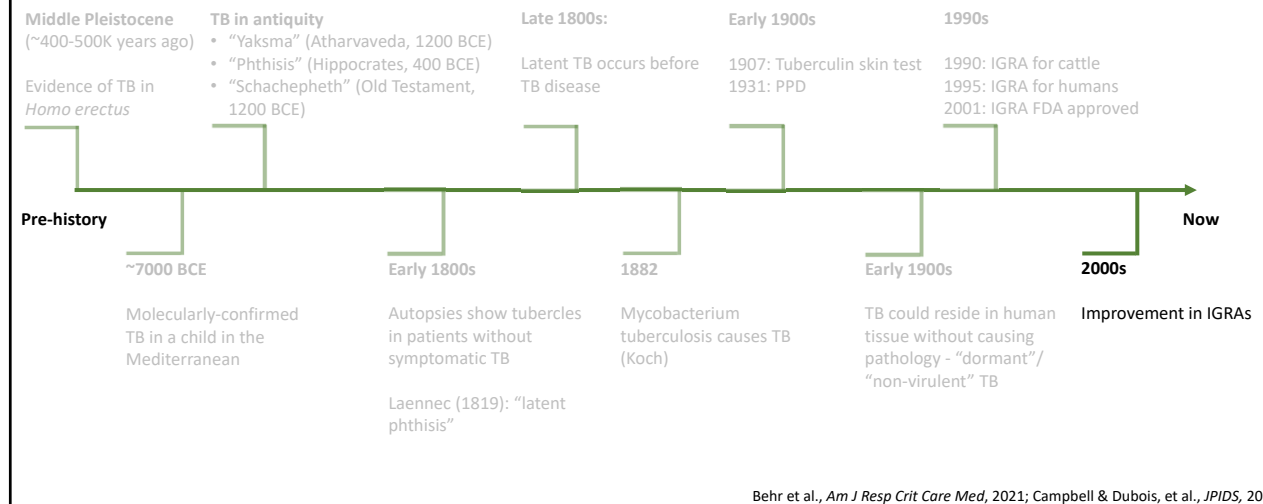 Middle Pleistocene
(~400-500K years ago)
Evidence of TB in
Homo erectus
TB in antiquity
• “Yaksma” (Atharvaveda, 1200 BCE)
• “Phthisis” (Hippocrates, 400 BCE)
• “Schachepheth” (Old Testament,
1200 BCE)
Late 1800s:
Latent TB occurs before
TB disease
Early 1900s
1907: Tuberculin skin test
1931: PPD
1990s
1990: IGRA for cattle
1995: IGRA for humans
2001: IGRA FDA approved
Pre-history
Now
~7000 BCE
Molecularly-confirmed
TB in a child in the
Mediterranean
Early 1800s
Autopsies show tubercles
in patients without
symptomatic TB
Laennec (1819): “latent
phthisis”
1882
Mycobacterium
tuberculosis causes TB
(Koch)
Early 1900s
TB could reside in human
tissue without causing
pathology - “dormant”/
“non-virulent” TB
2000s
Improvement in IGRAs
Behr et al., Am J Resp Crit Care Med, 2021; Campbell & Dubois, et al., JPIDS, 20